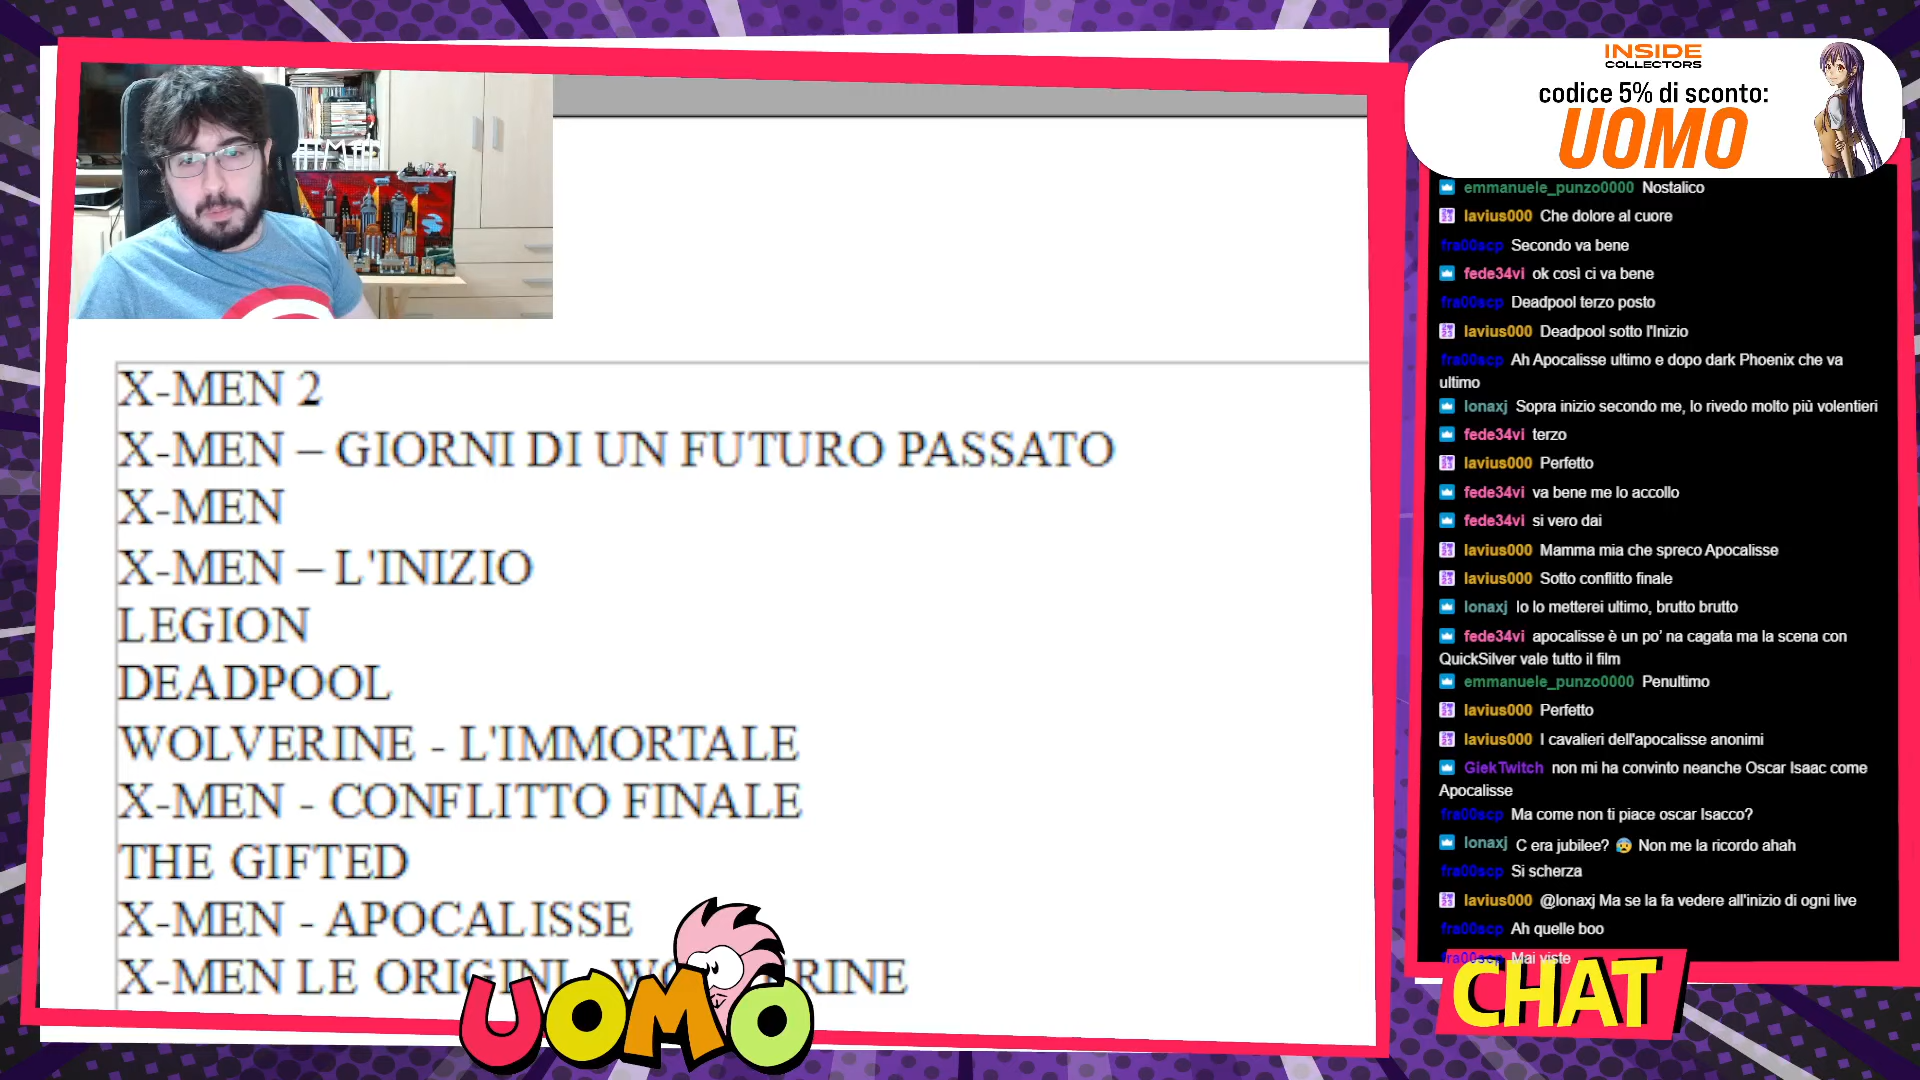 X-MEN 2
X-MEN – GIORNI DI UN FUTURO PASSATO
X-MEN
X-MEN – L'INIZIO
LEGION
DEADPOOL
WOLVERINE - L'IMMORTALE
X-MEN - CONFLITTO FINALE
THE GIFTED
X-MEN - APOCALISSE
X-MEN LE ORIGINI
UOMO
INSIDE
COLLECTORS
codice 5% di sconto:
UOMO
emmanuele_punzo0000 Nostalico
lavius000 Che dolore al cuore
fra00scp Secondo va bene
fede34vi ok così ci va bene
fra00scp Deadpool terzo posto
lavius000 Deadpool sotto l'Inizio
fra00scp Ah Apocalisse ultimo e dopo dark Phoenix che va
ultimo
lonaxj Sopra inizio secondo me, lo rivedo molto più volentieri
fede34vi terzo
lavius000 Perfetto
fede34vi va bene me lo accollo
fede34vi si vero dai
lavius000 Mamma mia che spreco Apocalisse
lavius000 Sotto conflitto finale
lonaxj Io lo metterei ultimo, brutto brutto
fede34vi apocalisse è un po' na cagata ma la scena con
QuickSilver vale tutto il film
emmanuele_punzo0000 Penultimo
lavius000 Perfetto
lavius000 I cavalieri dell'apocalisse anonimi
GiekTwitch non mi ha convinto neanche Oscar Isaac come
Apocalisse
fra00scp Ma come non ti piace oscar Isacco?
lonaxj C era jubilee? 😰 Non me la ricordo ahah
fra00scp Si scherza
lavius000 @lonaxj Ma se la fa vedere all'inizio di ogni live
fra00scp Ah quelle boo
fra00scp Mai viste
CHAT